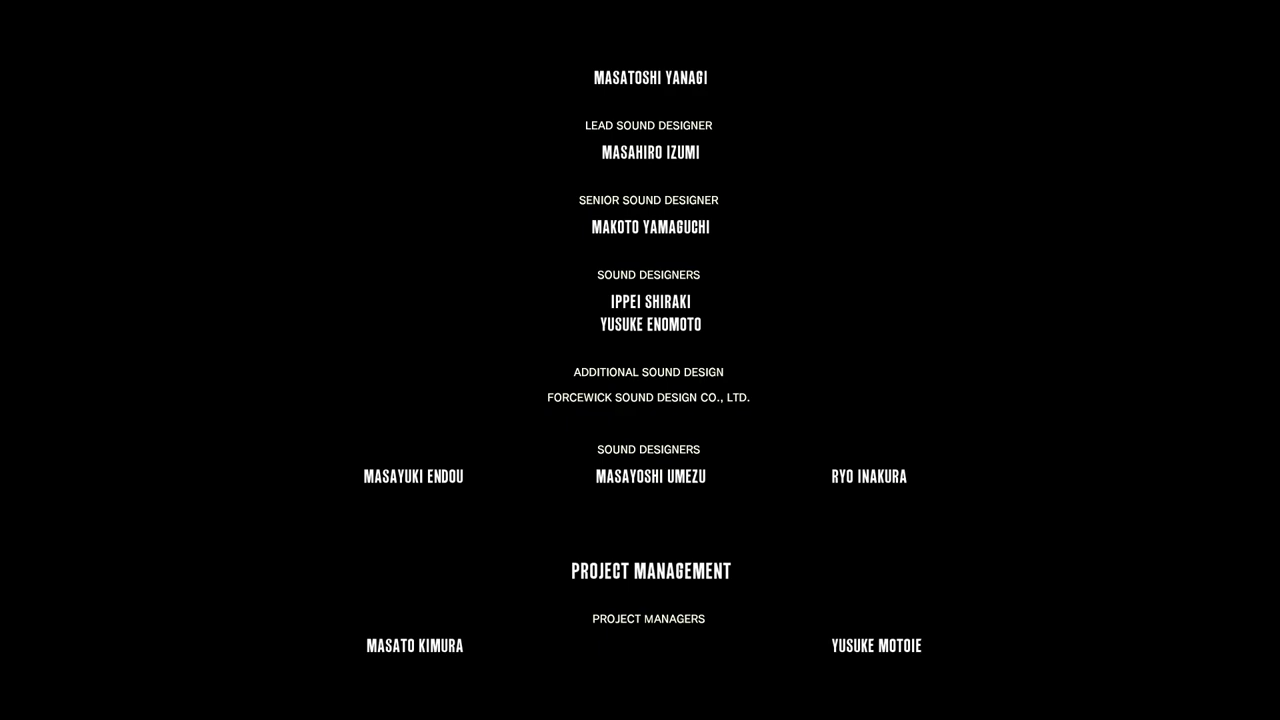 MASATOSHI YANAGI
LEAD SOUND DESIGNER
MASAHIRO IZUMI
SENIOR SOUND DESIGNER
MAKOTO YAMAGUCHI
SOUND DESIGNERS
IPPEI SHIRAKI
YUSUKE ENOMOTO
ADDITIONAL SOUND DESIGN
FORCEWICK SOUND DESIGN CO., LTD.
SOUND DESIGNERS
MASAYUKI ENDOU MASAYOSHI UMEZU RYO INAKURA
PROJECT MANAGEMENT
PROJECT MANAGERS
MASATO KIMURA YUSUKE MOTOIE